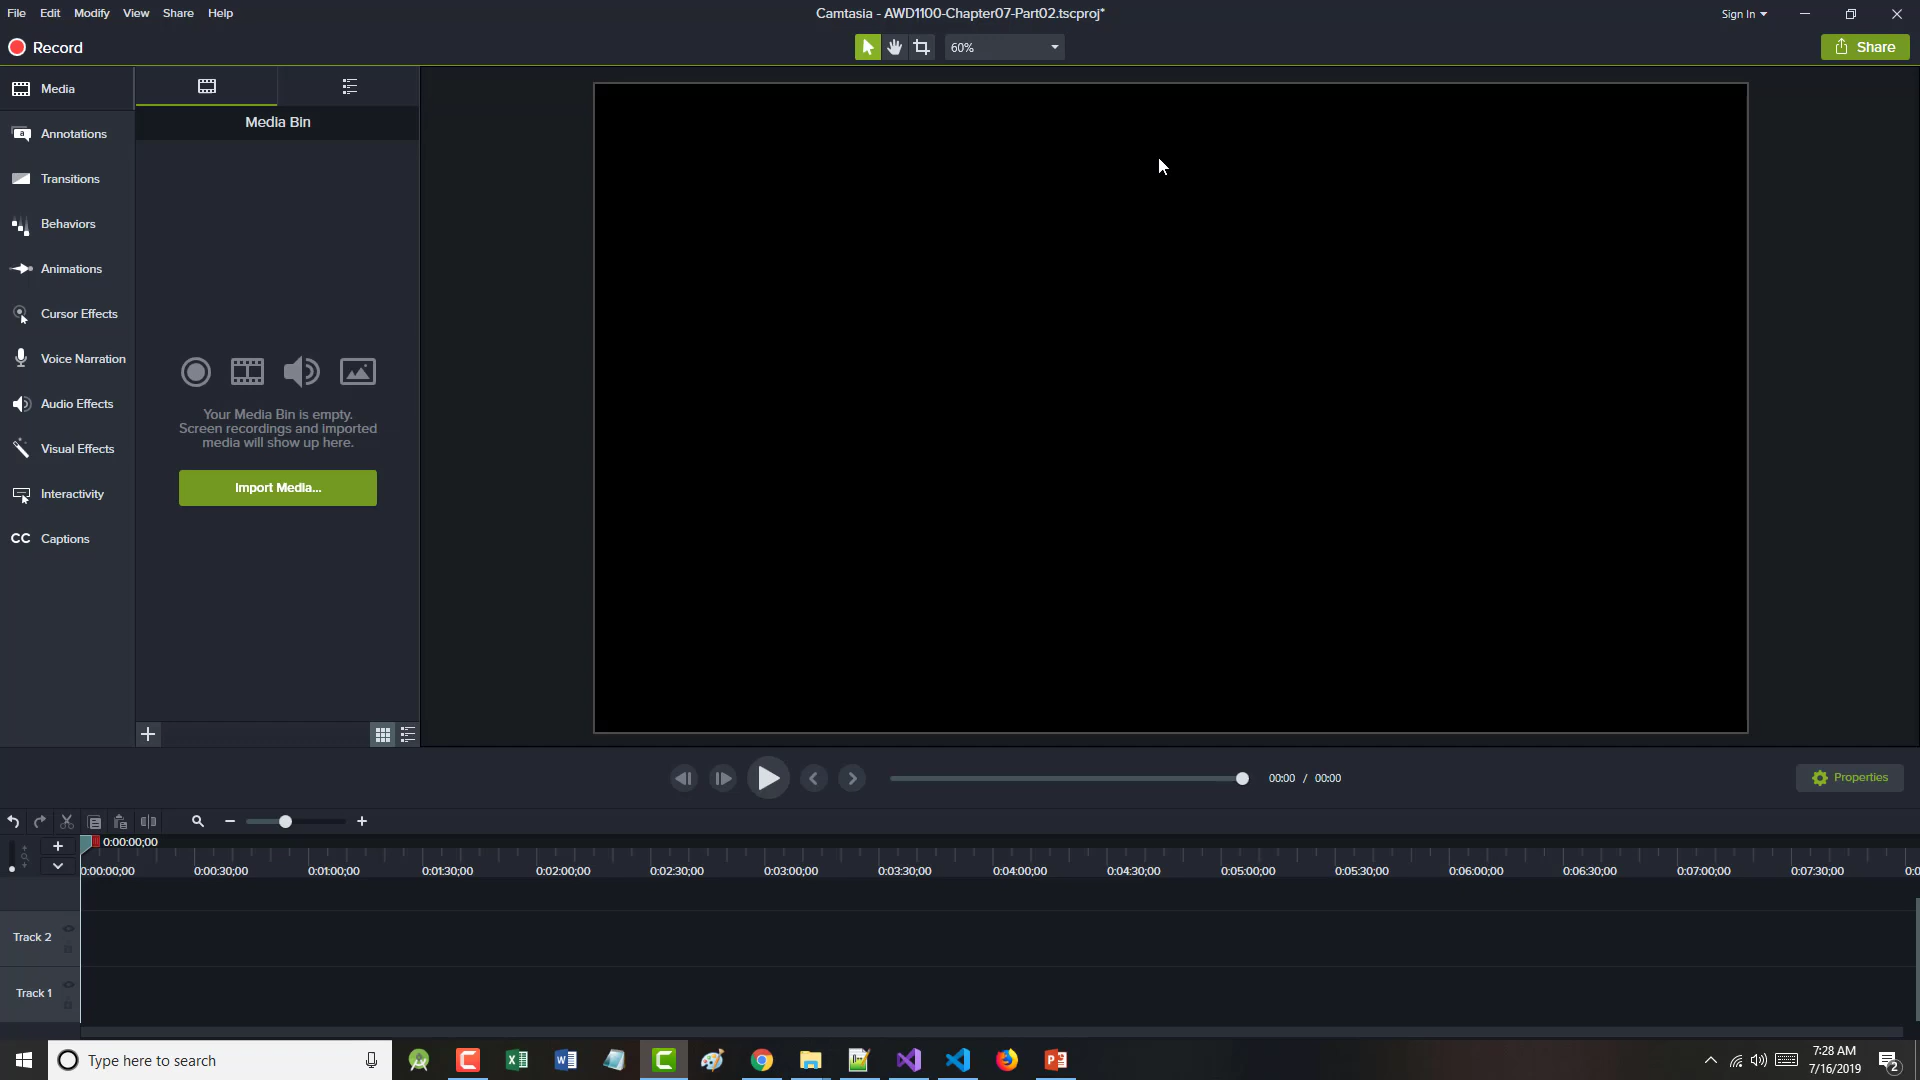 File Edit Modify View Share Help
Camtasia - AWD1100-Chapter07-Part02.tscproj*
Sign In
Record
60%
Share
Media
Annotations
Transitions
Behaviors
Animations
Cursor Effects
Voice Narration
Audio Effects
Visual Effects
Interactivity
CC Captions
Media Bin
Your Media Bin is empty.
Screen recordings and imported
media will show up here.
Import Media...
00:00 / 00:00
Properties
0:00:00;00
0:00:00;00 0:00:30;00 0:01:00;00 0:01:30;00 0:02:00;00 0:02:30;00 0:03:00;00 0:03:30;00 0:04:00;00 0:04:30;00 0:05:00;00 0:05:30;00 0:06:00;00 0:06:30;00 0:07:00;00 0:07:30;00 0:0
Track 2
Track 1
Type here to search
7:28 AM
7/16/2019
2